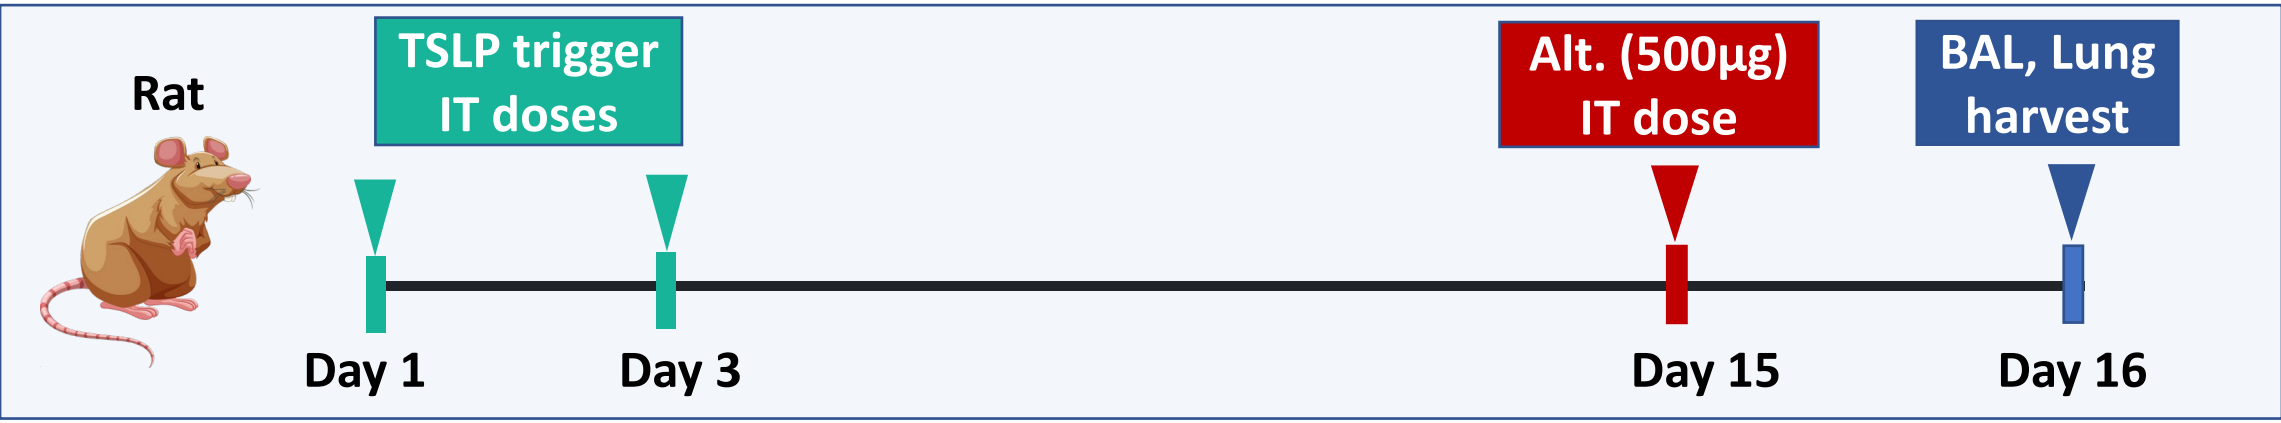 Rat
TSLP trigger
IT doses
Alt. (500µg)
IT dose
BAL, Lung
harvest
Day 1
Day 3
Day 15
Day 16